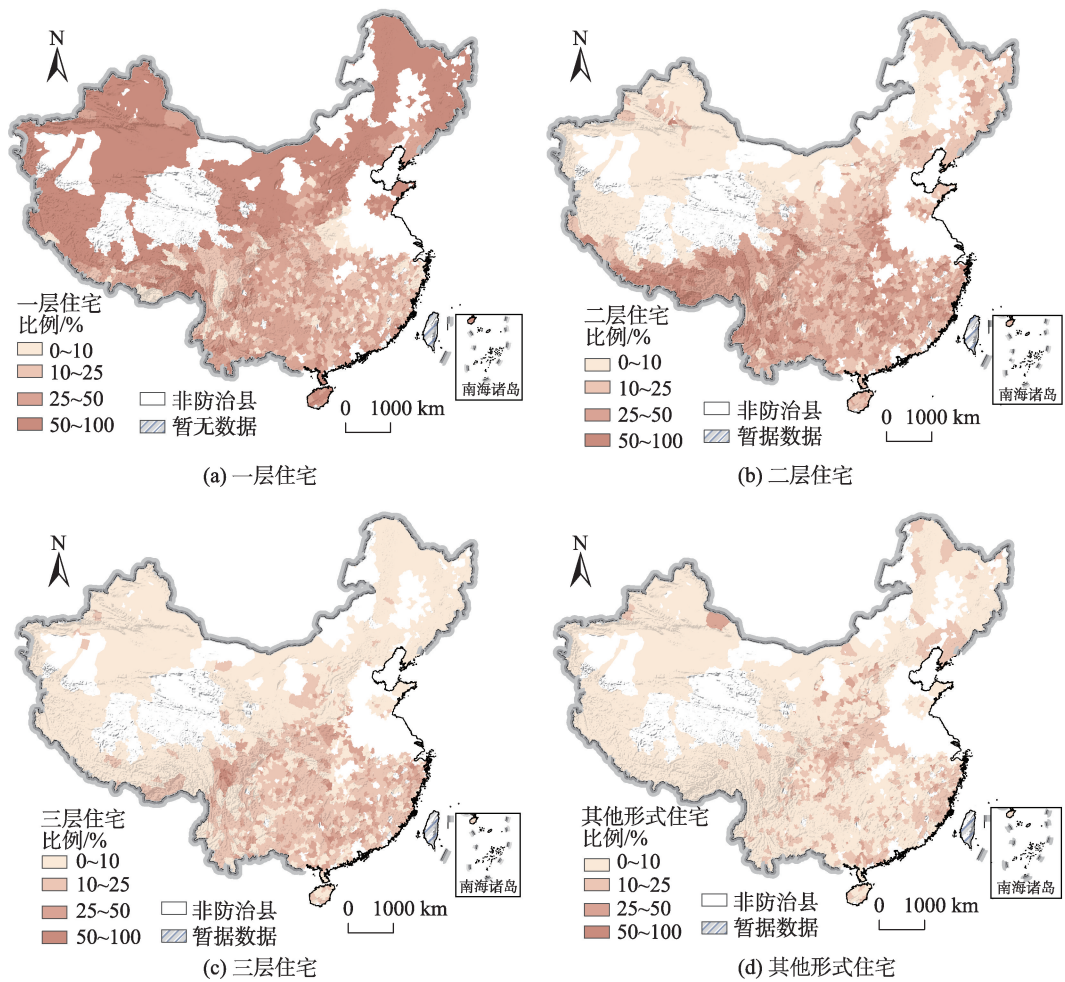 N
一层住宅
比例/%
0~10
10~25
25~50
50~100
非防治县
暂无数据
0 1000 km
南海诸岛
(a) 一层住宅
N
二层住宅
比例/%
0~10
10~25
25~50
50~100
非防治县
暂据数据
0 1000 km
南海诸岛
(b) 二层住宅
N
三层住宅
比例/%
0~10
10~25
25~50
50~100
非防治县
暂据数据
0 1000 km
南海诸岛
(c) 三层住宅
N
其他形式住宅
比例/%
0~10
10~25
25~50
50~100
非防治县
暂据数据
0 1000 km
南海诸岛
(d) 其他形式住宅